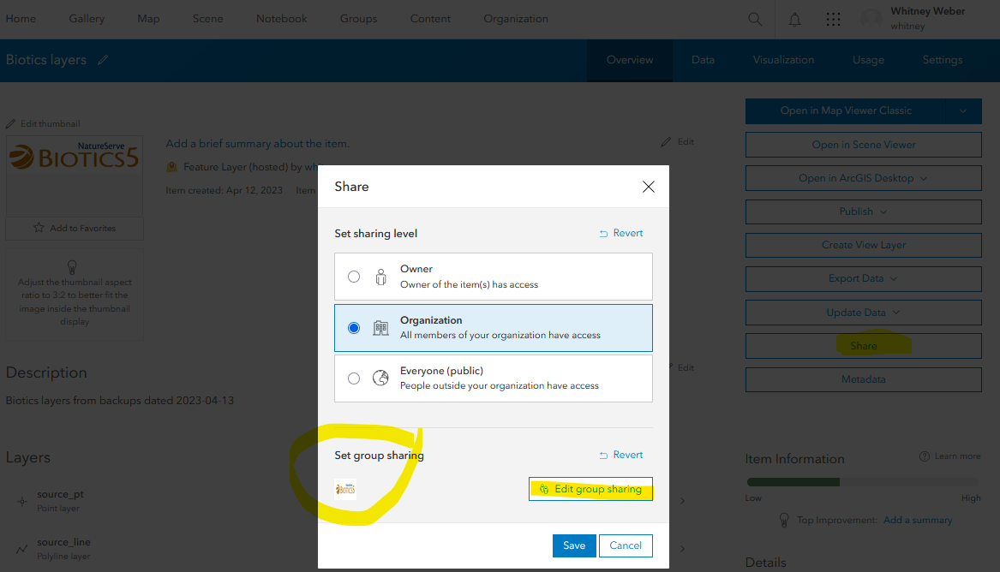 Home Gallery Map Scene Notebook Groups Content Organization
Whitney Weber
whitney
Biotics layers
Overview Data Visualization Usage Settings
Edit thumbnail
NatureServe
BIOTICS5
Add to Favorites
Adjust the thumbnail aspect
ratio to 3:2 to better fit the
image inside the thumbnail
display
Add a brief summary about the item.
Edit
Feature Layer (hosted) by
Item created: Apr 12, 2023 Item
Description
Edit
Biotics layers from backups dated 2023-04-13
Layers
source_pt
Point layer
source_line
Polyline layer
Share
Set sharing level
Revert
Owner
Owner of the item(s) has access
Organization
All members of your organization have access
Everyone (public)
People outside your organization have access
Set group sharing
Revert
BIOTICS5
Edit group sharing
Save
Cancel
Open in Map Viewer Classic
Open in Scene Viewer
Open in ArcGIS Desktop
Publish
Create View Layer
Export Data
Update Data
Share
Metadata
Item Information
Learn more
Low
High
Top Improvement: Add a summary
Details